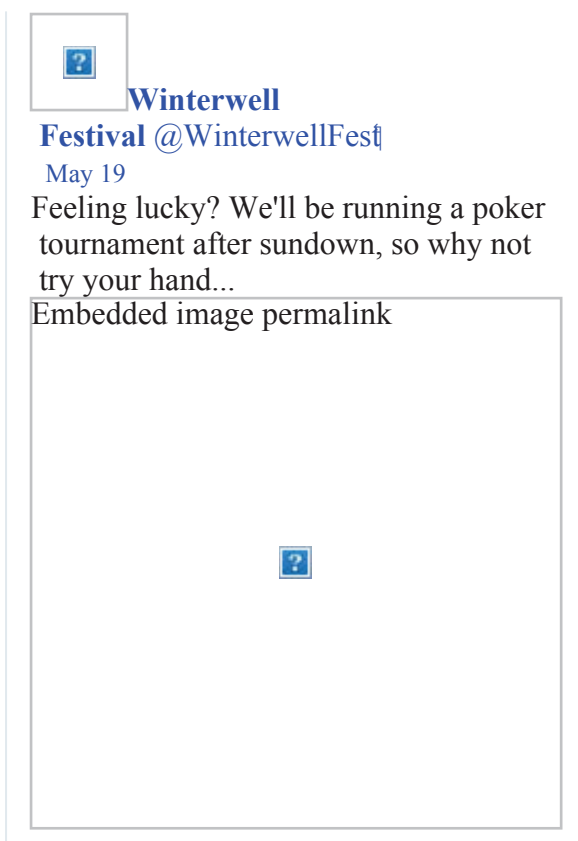 Winterwell
Festival @WinterwellFest
May 19
Feeling lucky? We'll be running a poker
tournament after sundown, so why not
try your hand...
Embedded image permalink